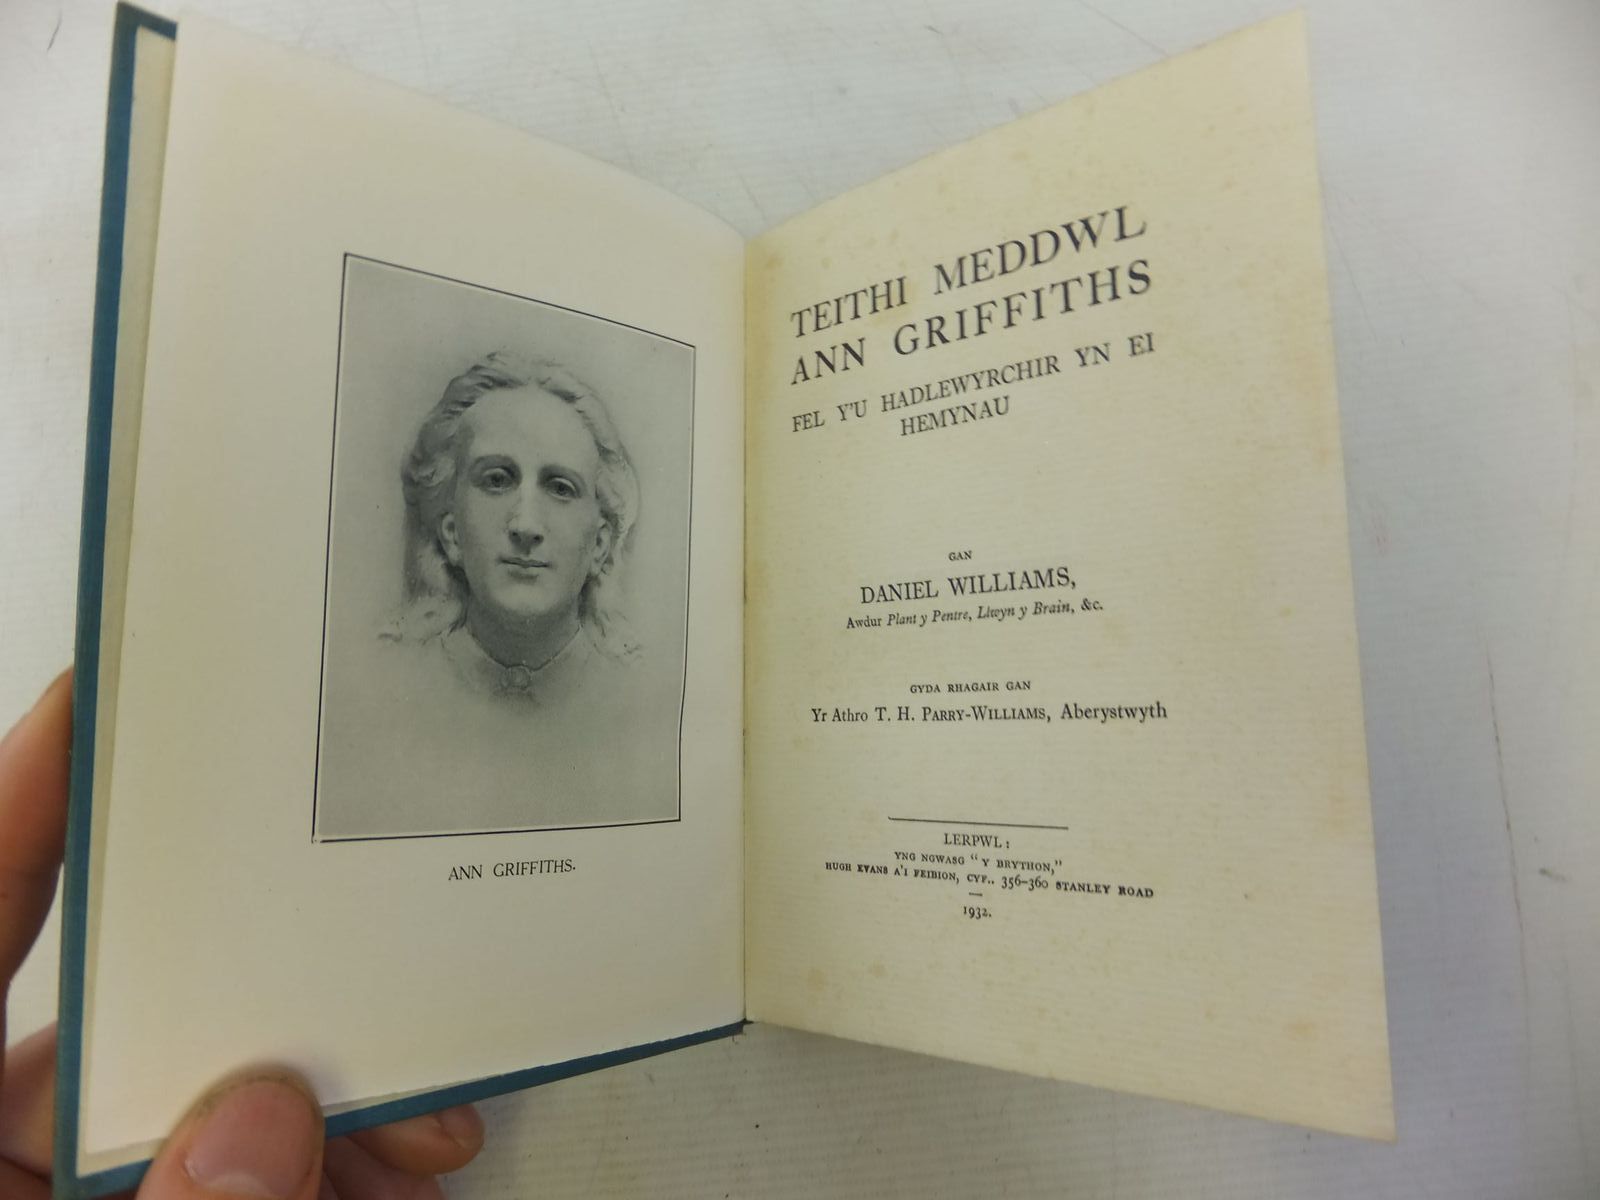 ANN GRIFFITHS.
TEITHI MEDDWL
ANN GRIFFITHS
FEL Y'U HADLEWYRCHIR YN EI
HEMYNAU
GAN
DANIEL WILLIAMS,
Awdur Plant y Pentre, Llwyn y Brain, &c.
GYDA RHAGAIR GAN
Yr Athro T. H. PARRY-WILLIAMS, Aberystwyth
LERPWL:
YNG NGWASG "Y BRYTHON,"
HUGH EVANS A'I FEIBION, CYF., 356-360 STANLEY ROAD
1932.